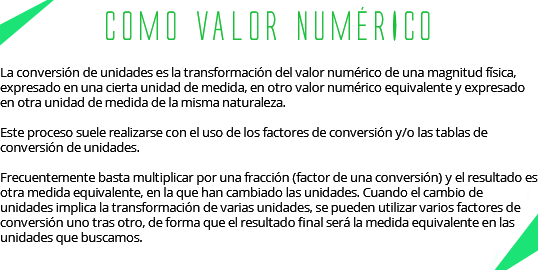 COMO VALOR NUMÉRICO
La conversión de unidades es la transformación del valor numérico de una magnitud física,
expresado en una cierta unidad de medida, en otro valor numérico equivalente y expresado
en otra unidad de medida de la misma naturaleza.
Este proceso suele realizarse con el uso de los factores de conversión y/o las tablas de
conversión de unidades.
Frecuentemente basta multiplicar por una fracción (factor de una conversión) y el resultado es
otra medida equivalente, en la que han cambiado las unidades. Cuando el cambio de
unidades implica la transformación de varias unidades, se pueden utilizar varios factores de
conversión uno tras otro, de forma que el resultado final será la medida equivalente en las
unidades que buscamos.